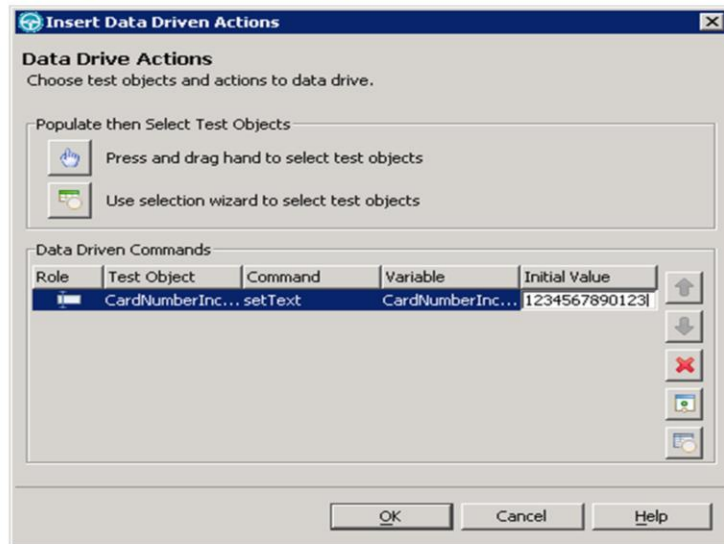 Insert Data Driven Actions
Data Drive Actions
Choose test objects and actions to data drive.
Populate then Select Test Objects
Press and drag hand to select test objects
Use selection wizard to select test objects
Data Driven Commands
Role Test Object Command Variable Initial Value
CardNumberInc... setText CardNumberInc... 1234567890123
OK Cancel Help